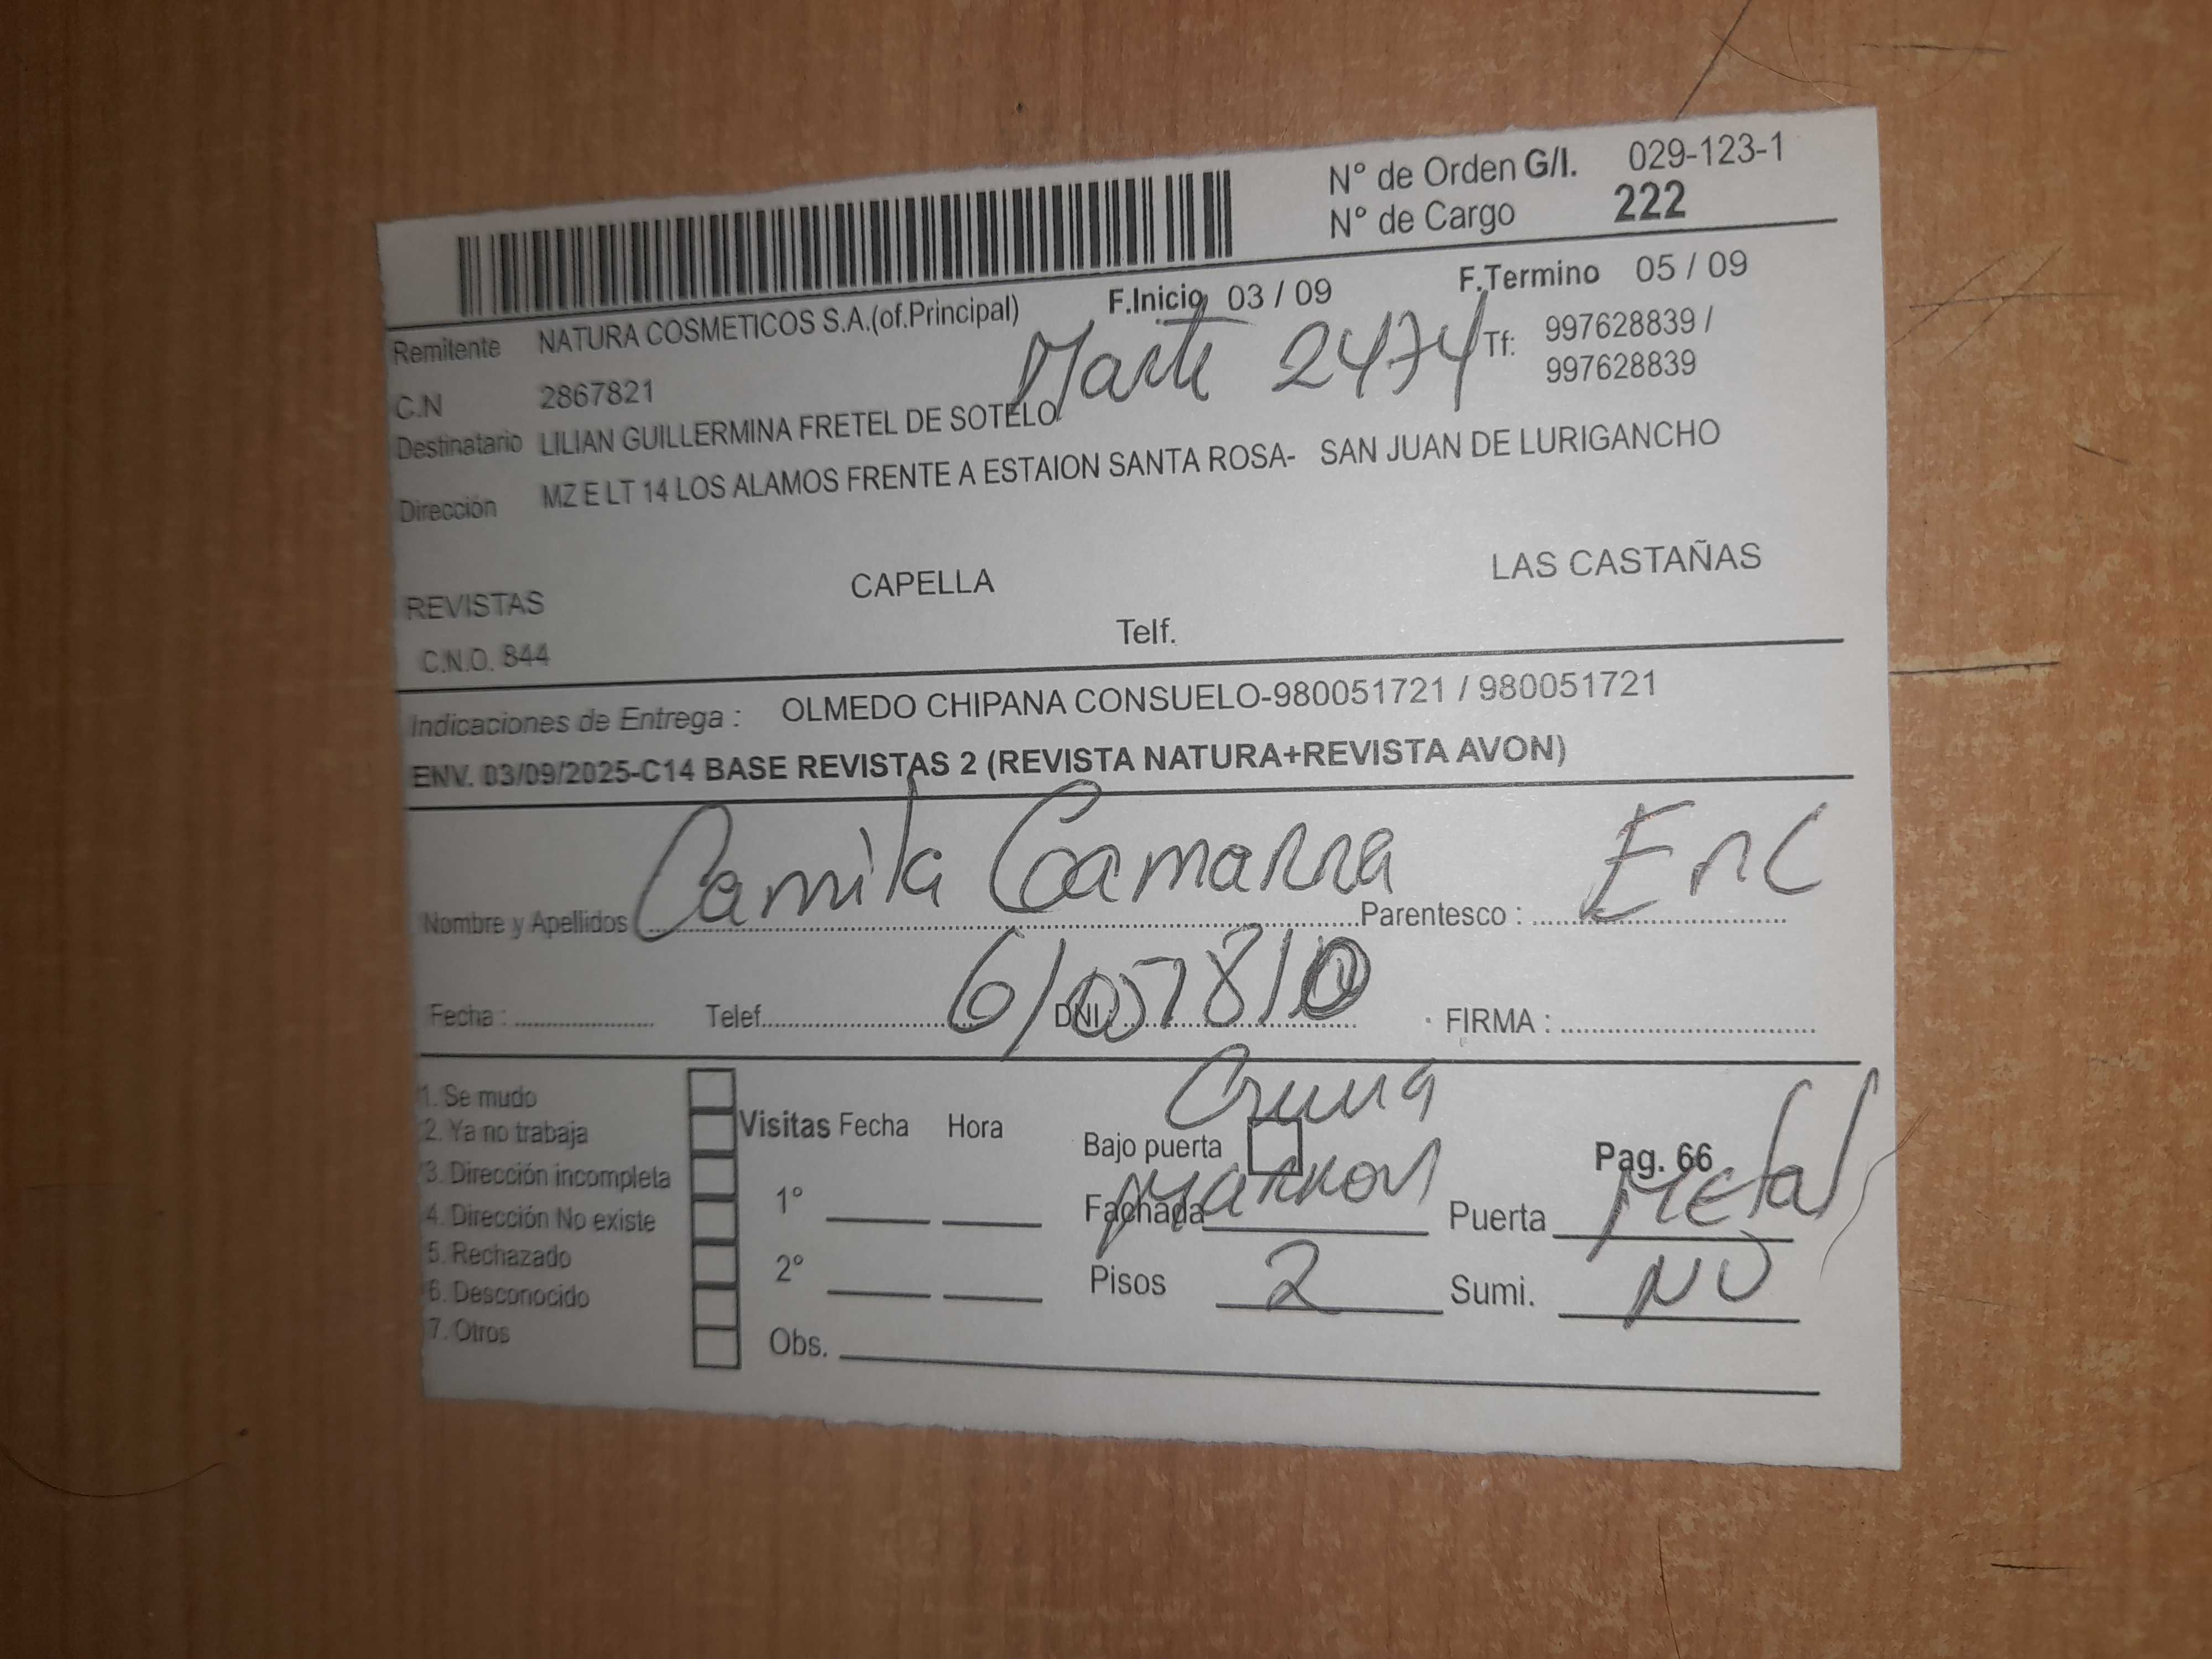 N° de Orden G/I. 029-123-1
N° de Cargo 222
Remitente NATURA COSMETICOS S.A.(of.Principal) F.Inicio 03 / 09 F.Termino 05 / 09
Marte 2474 Tf: 997628839 /
997628839
C.N 2867821
Destinatario LILIAN GUILLERMINA FRETEL DE SOTELO
Dirección MZ E LT 14 LOS ALAMOS FRENTE A ESTAION SANTA ROSA- SAN JUAN DE LURIGANCHO
REVISTAS CAPELLA LAS CASTAÑAS
C.N.O. 844 Telf.
Indicaciones de Entrega : OLMEDO CHIPANA CONSUELO-980051721 / 980051721
ENV. 03/09/2025-C14 BASE REVISTAS 2 (REVISTA NATURA+REVISTA AVON)
Nombre y Apellidos Camila Gamarra Parentesco : Enc
Fecha : Telef. DNI FIRMA :
1. Se mudo
2. Ya no trabaja
3. Dirección incompleta
4. Dirección No existe
5. Rechazado
6. Desconocido
7. Otros
Visitas Fecha Hora
1°
2°
Obs.
Crema
Bajo puerta Pag. 66
Fachada Marron Puerta Metal
Pisos 2 Sumi. NO